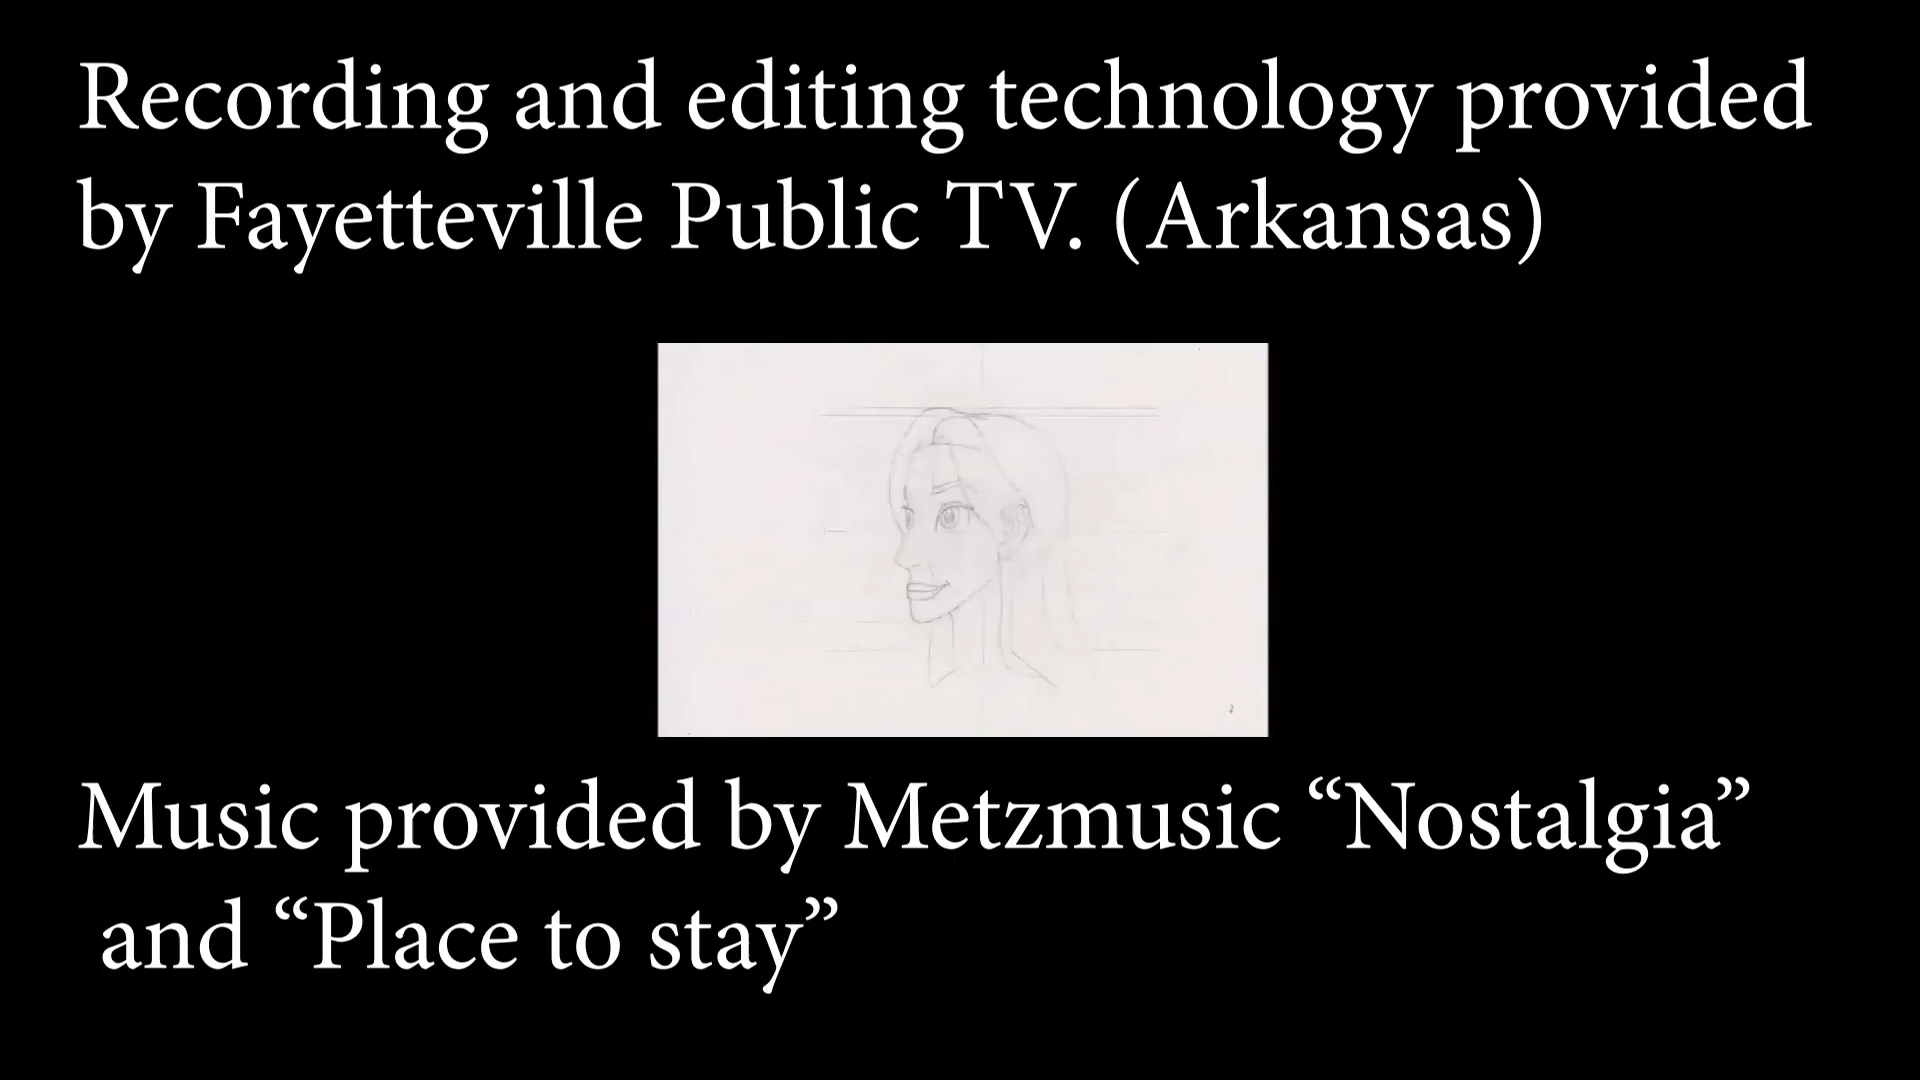 Recording and editing technology provided
by Fayetteville Public TV. (Arkansas)
Music provided by Metzmusic “Nostalgia”
and “Place to stay”